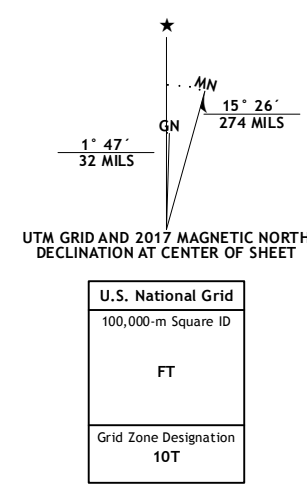 ★
MN
15° 26´
274 MILS
GN
1° 47´
32 MILS
UTM GRID AND 2017 MAGNETIC NORTH
DECLINATION AT CENTER OF SHEET
U.S. National Grid
100,000-m Square ID
FT
Grid Zone Designation
10T